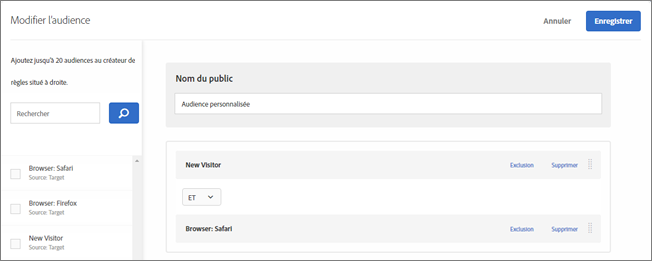 Modifier l'audience
Annuler
Enregistrer
Ajoutez jusqu'à 20 audiences au créateur de
règles situé à droite.
Rechercher
Browser: Safari
Source: Target
Browser: Firefox
Source: Target
New Visitor
Source: Target
Nom du public
Audience personnalisée
New Visitor Exclusion Supprimer
ET
Browser: Safari Exclusion Supprimer